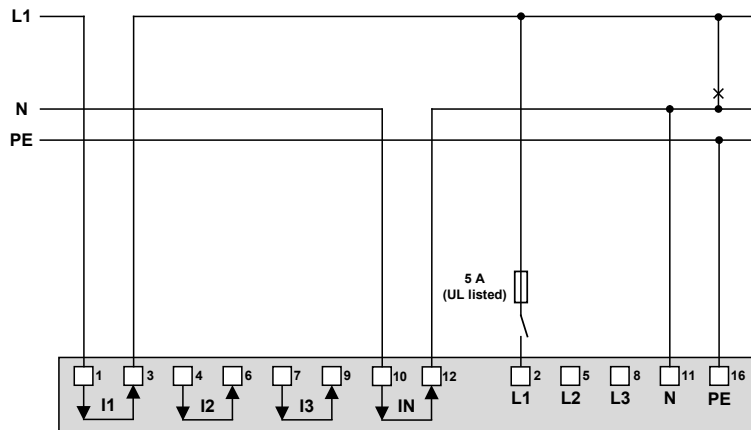 L1
N
PE
5 A
(UL listed)
1 3 4 6 7 9 10 12 2 5 8 11 16
I1 I2 I3 IN L1 L2 L3 N PE